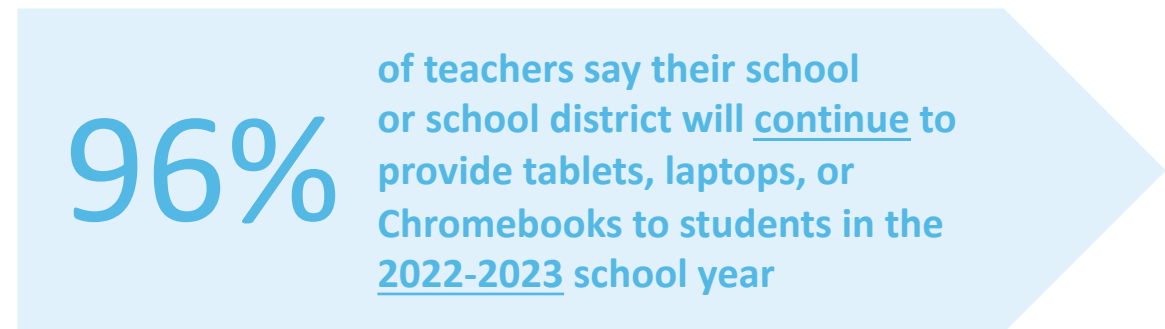 96%
of teachers say their school
or school district will continue to
provide tablets, laptops, or
Chromebooks to students in the
2022-2023 school year